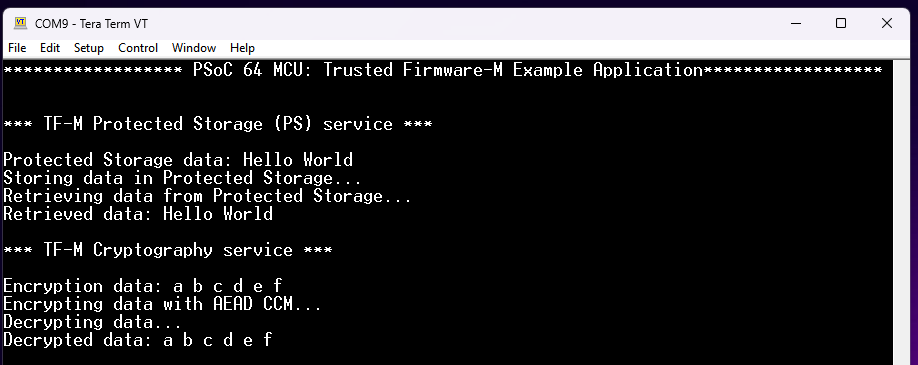 VT
COM9 - Tera Term VT
File Edit Setup Control Window Help
****************** PSoC 64 MCU: Trusted Firmware-M Example Application******************
*** TF-M Protected Storage (PS) service ***
Protected Storage data: Hello World
Storing data in Protected Storage...
Retrieving data from Protected Storage...
Retrieved data: Hello World
*** TF-M Cryptography service ***
Encryption data: a b c d e f
Encrypting data with AEAD CCM...
Decrypting data...
Decrypted data: a b c d e f